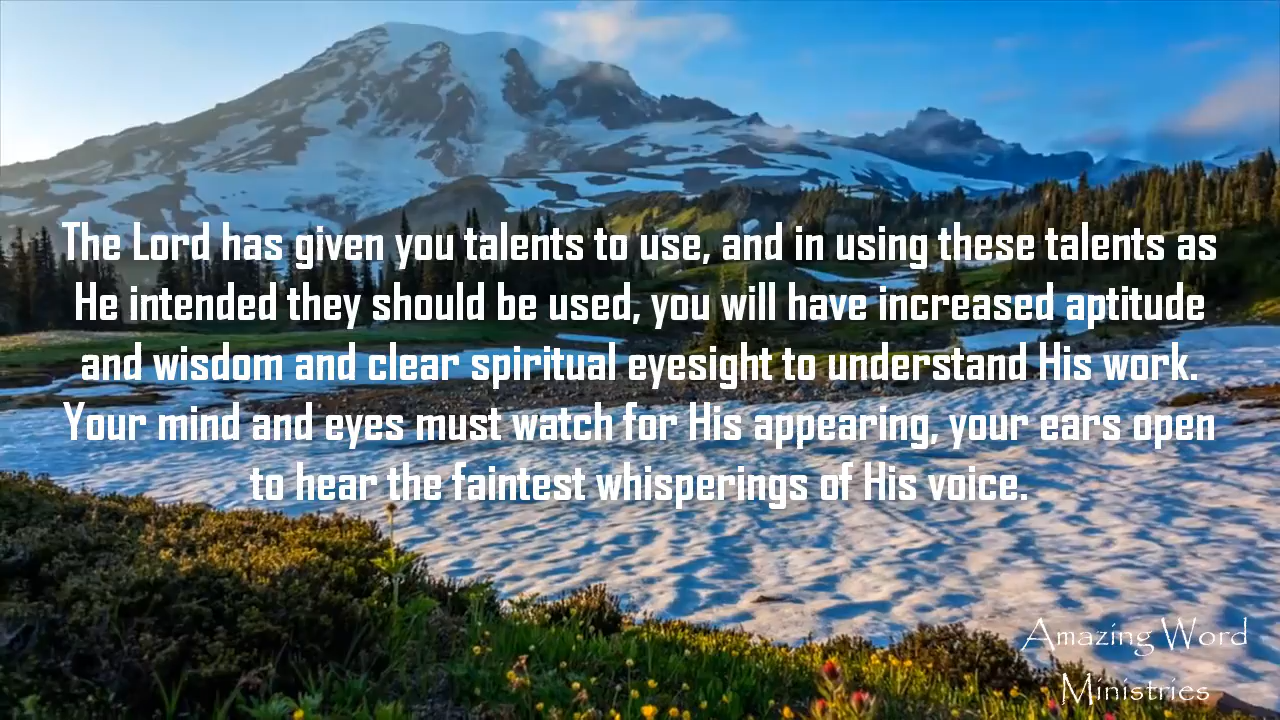 The Lord has given you talents to use, and in using these talents as
He intended they should be used, you will have increased aptitude
and wisdom and clear spiritual eyesight to understand His work.
Your mind and eyes must watch for His appearing, your ears open
to hear the faintest whisperings of His voice.
Amazing Word
Ministries